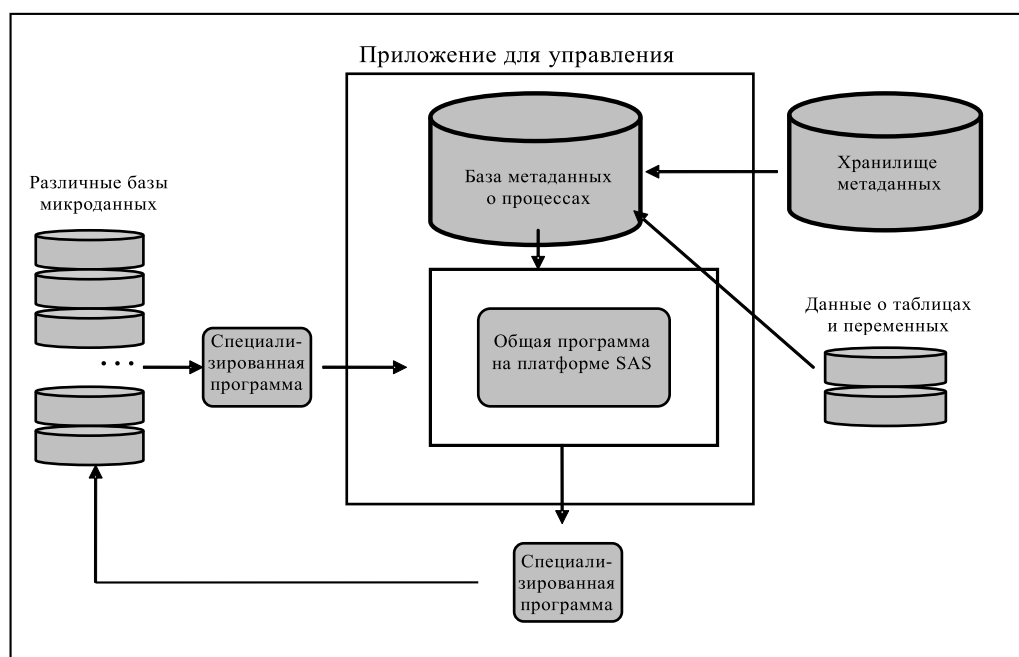 Приложение для управления
База метаданных
о процессах
Хранилище
метаданных
Различные базы
микроданных
Данные о таблицах
и переменных
Специали-
зированная
программа
Общая программа
на платформе SAS
...
Специали-
зированная
программа